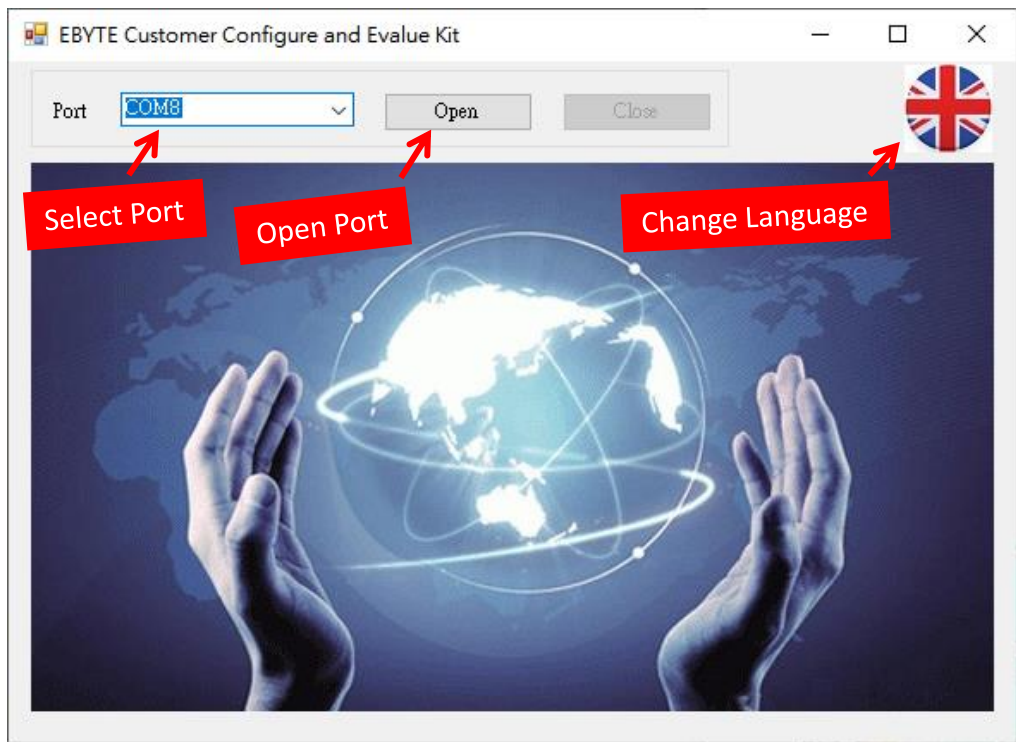 EBYTE Customer Configure and Evalue Kit
Port COM8 Open Close
Select Port Open Port Change Language